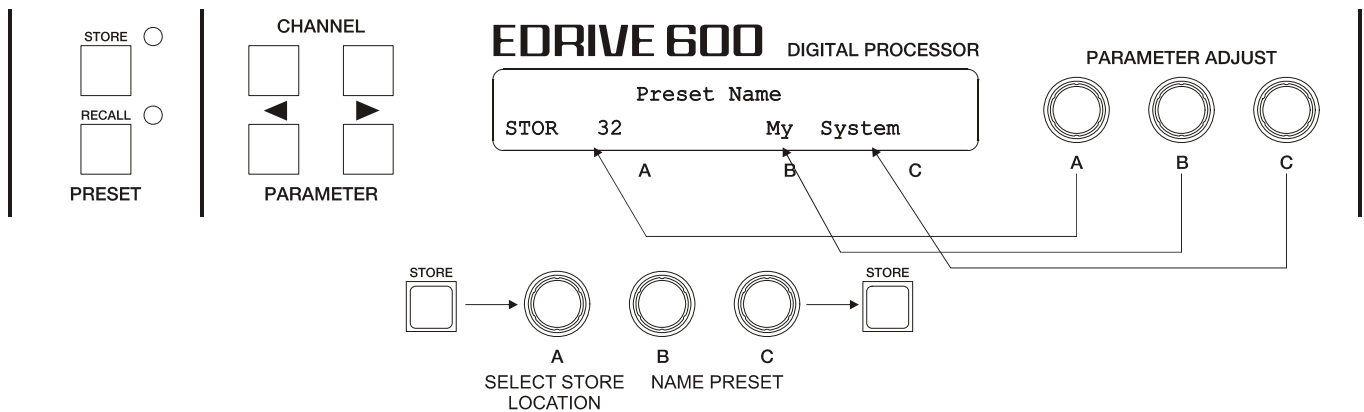 STORE
RECALL
PRESET
CHANNEL
PARAMETER
EDRIVE 600 DIGITAL PROCESSOR
Preset Name
STOR 32 My System
A B C
PARAMETER ADJUST
A B C
STORE
A B C
SELECT STORE LOCATION
NAME PRESET
STORE